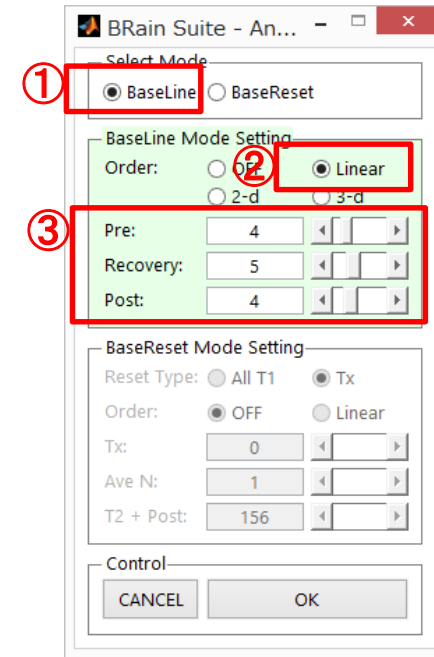 BRain Suite - An...
Select Mode
① BaseLine BaseReset
BaseLine Mode Setting
Order: OFF ② Linear
2-d 3-d
③ Pre: 4
Recovery: 5
Post: 4
BaseReset Mode Setting
Reset Type: All T1 Tx
Order: OFF Linear
Tx: 0
Ave N: 1
T2 + Post: 156
Control
CANCEL OK